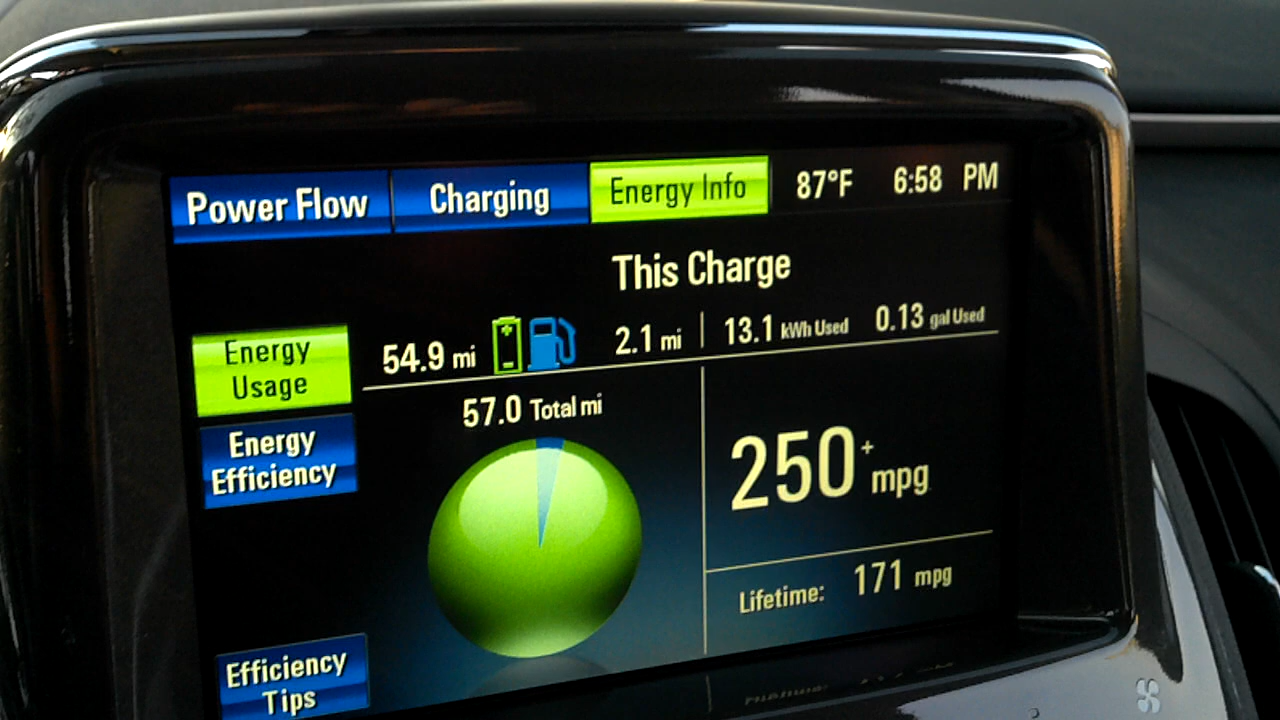 Power Flow Charging Energy Info 87°F 6:58 PM
This Charge
Energy
Usage
54.9 mi 2.1 mi 13.1 kWh Used 0.13 gal Used
57.0 Total mi
Energy
Efficiency
250+ mpg
Lifetime: 171 mpg
Efficiency
Tips